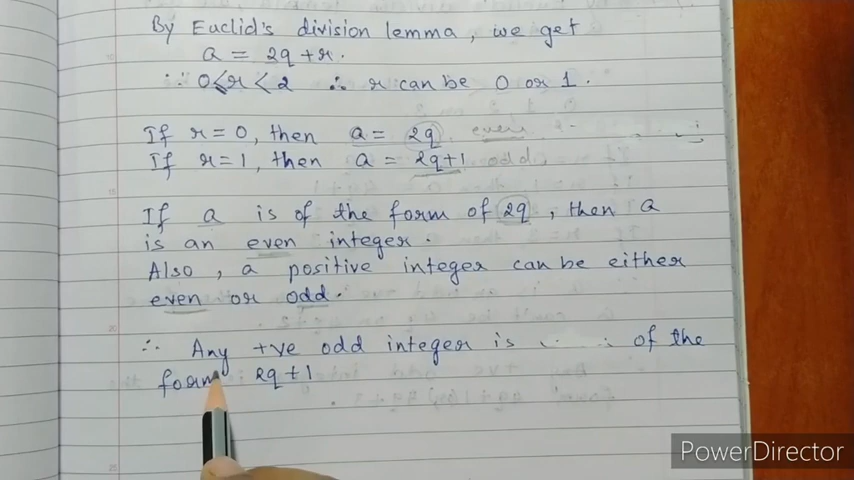 By Euclid's division lemma, we get
a = 2q + r.
∵ 0 ≤ r < 2 ∴ r can be 0 or 1.
If r = 0, then a = 2q even
If r = 1, then a = 2q+1 odd.
If a is of the form of 2q, then a
is an even integer.
Also, a positive integer can be either
even or odd.
∴ Any +ve odd integer is of the
form 2q + 1
PowerDirector